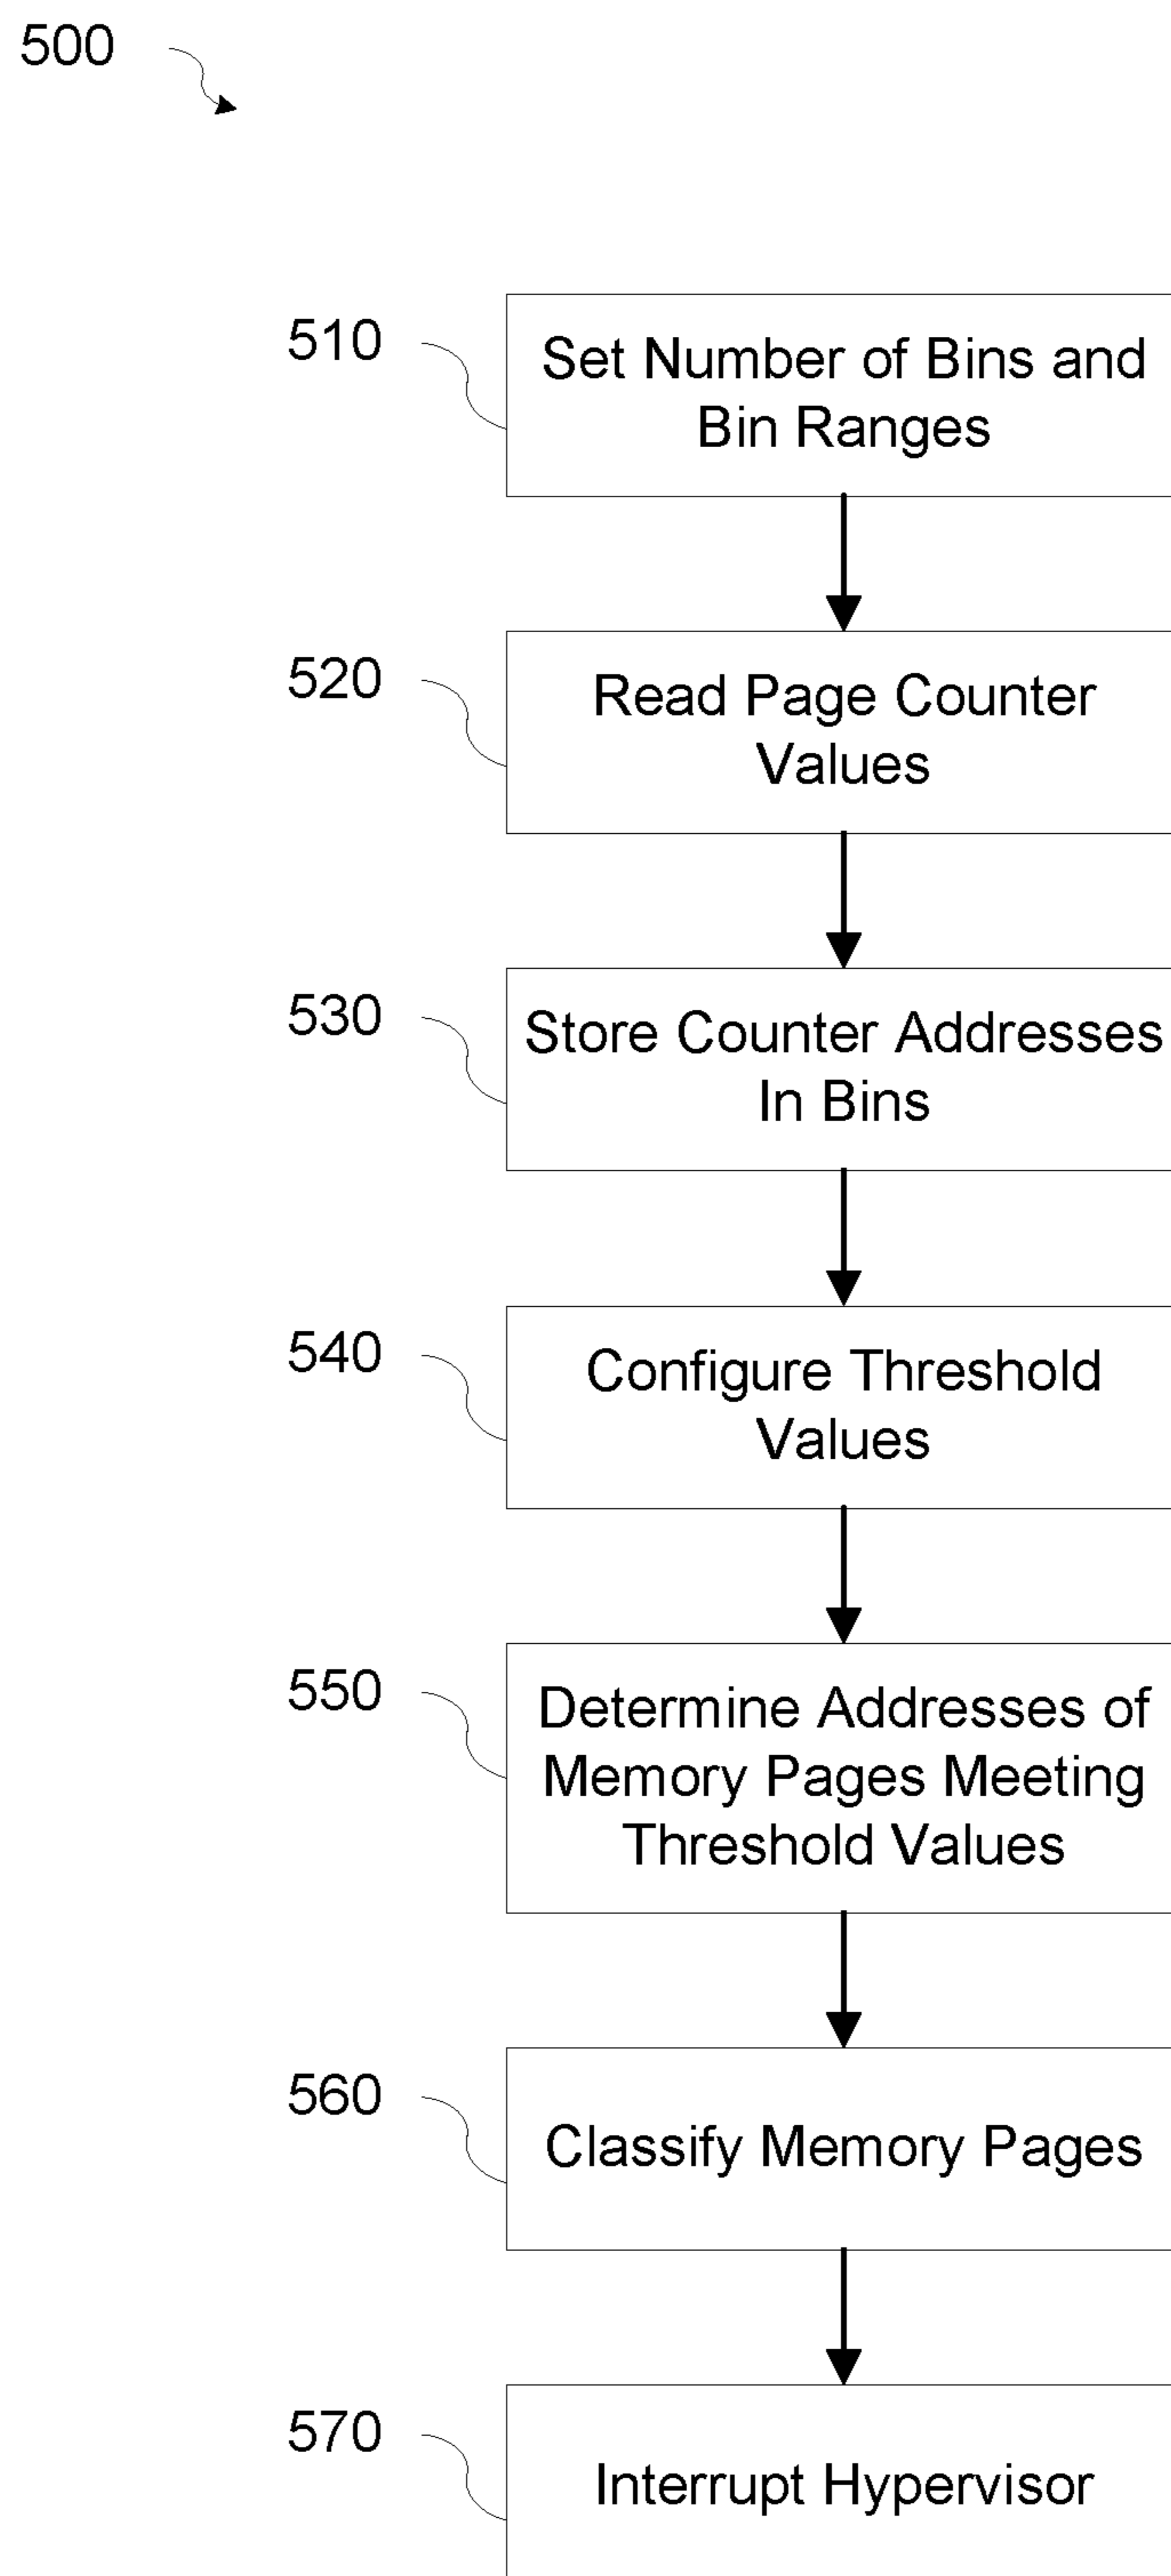 500
510
Set Number of Bins and
Bin Ranges
520
Read Page Counter
Values
530
Store Counter Addresses
In Bins
540
Configure Threshold
Values
550
Determine Addresses of
Memory Pages Meeting
Threshold Values
560
Classify Memory Pages
570
Interrupt Hypervisor